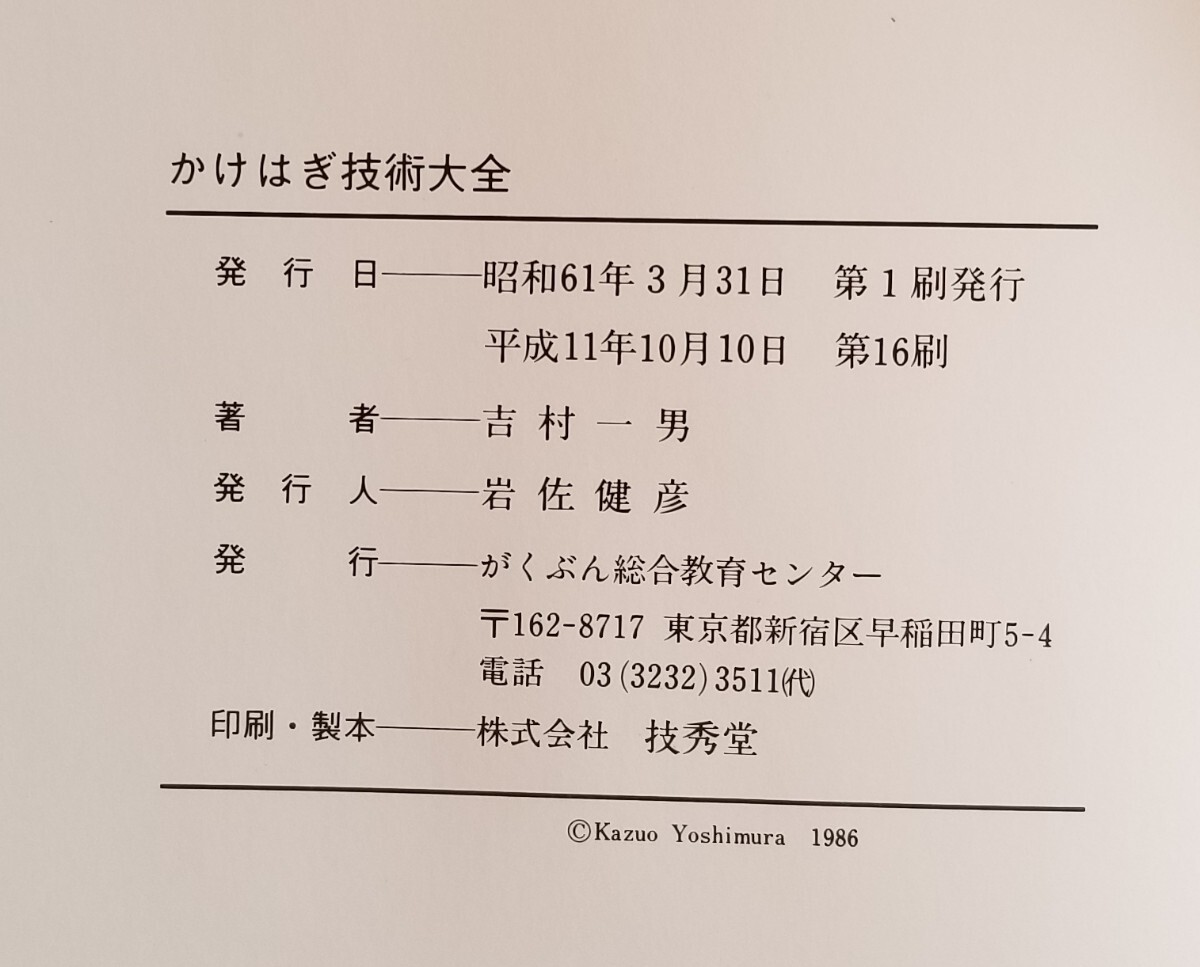 かけはぎ技術大全
発行日——昭和61年3月31日 第1刷発行
平成11年10月10日 第16刷
著者——吉村一男
発行人——岩佐健彦
発行——がくぶん総合教育センター
〒162-8717 東京都新宿区早稲田町5-4
電話 03(3232)3511㈹
印刷・製本——株式会社 技秀堂
©Kazuo Yoshimura 1986